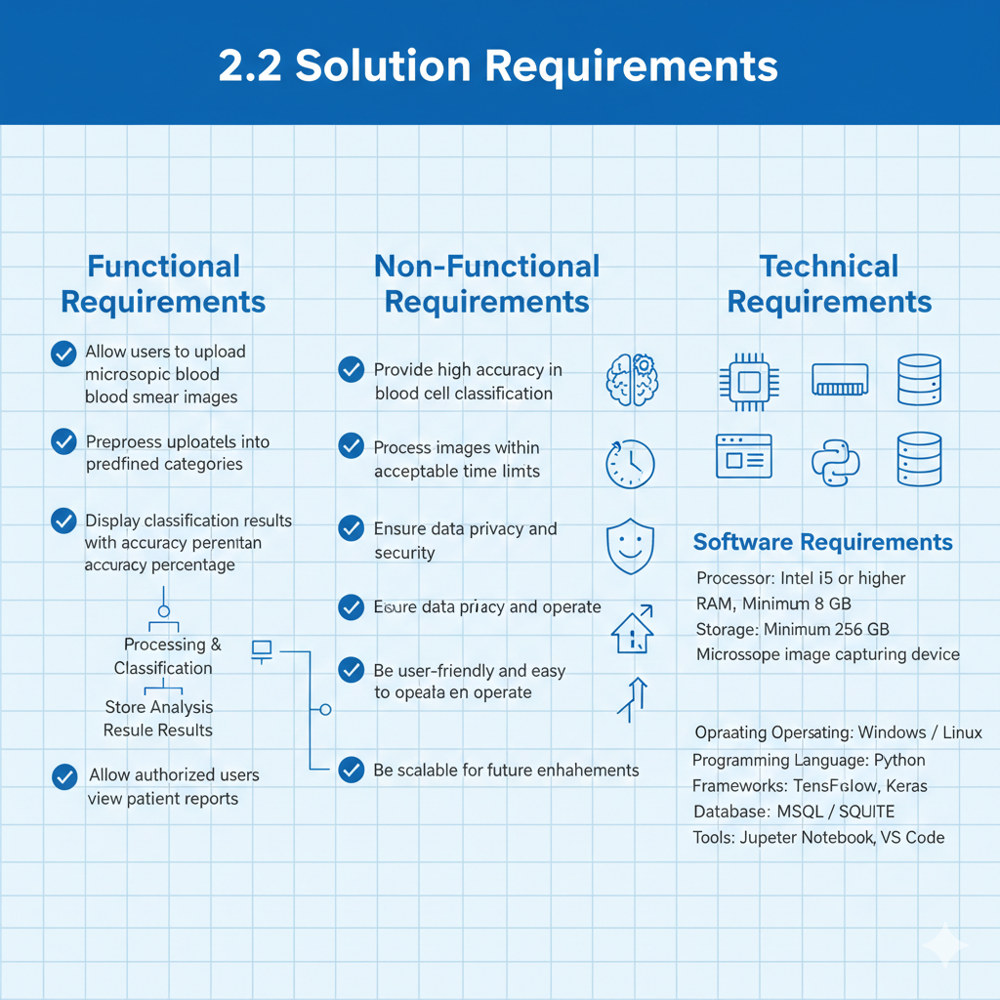 2.2 Solution Requirements
Functional
Requirements
Allow users to upload
microsopic blood
blood smear images
Preproess uploatels into
predfined categories
Display classification results
with accuracy peremtan
accuracy percentage
Processing &
Classification
Store Analysis
Resule Results
Allow authorized users
view patient reports
Non-Functional
Requirements
Provide high accuracy in
blood cell classification
Process images within
acceptable time limts
Ensure data privacy and
security
Eisure data priacy and operate
Be user-friendly and easy
to opeala en operate
Be scalable for future enhahements
Technical
Requirements
Software Requirements
Processor: Intel i5 or higher
RAM, Minimum 8 GB
Storage: Minimum 256 GB
Microssope image capturing device
Opraating Opersating: Windows / Linux
Programming Language: Python
Frameworks: TensFalow, Keras
Database: MSQL / SQUITE
Tools: Jupeter Notebook, VS Code